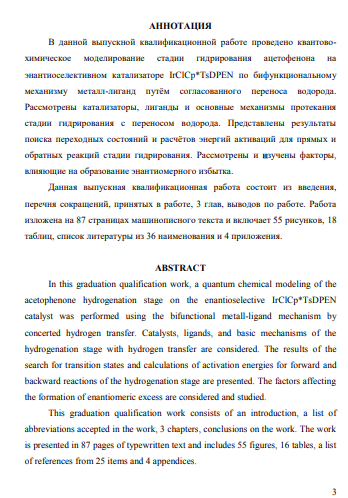 АННОТАЦИЯ
В данной выпускной квалификационной работе проведено квантово-
химическое моделирование стадии гидрирования ацетофенона на
энантиоселективном катализаторе IrClCp*TsDPEN по бифункциональному
механизму металл-лиганд путём согласованного переноса водорода.
Рассмотрены катализаторы, лиганды и основные механизмы протекания
стадии гидрирования с переносом водорода. Представлены результаты
поиска переходных состояний и расчётов энергий активаций для прямых и
обратных реакций стадии гидрирования. Рассмотрены и изучены факторы,
влияющие на образование энантиомерного избытка.
Данная выпускная квалификационная работа состоит из введения,
перечня сокращений, принятых в работе, 3 глав, выводов по работе. Работа
изложена на 87 страницах машинописного текста и включает 55 рисунков, 18
таблиц, список литературы из 36 наименования и 4 приложения.
ABSTRACT
In this graduation qualification work, a quantum chemical modeling of the
acetophenone hydrogenation stage on the enantioselective IrClCp*TsDPEN
catalyst was performed using the bifunctional metal-ligand mechanism by
concerted hydrogen transfer. Catalysts, ligands, and basic mechanisms of the
hydrogenation stage with hydrogen transfer are considered. The results of the
search for transition states and calculations of activation energies for forward and
backward reactions of the hydrogenation stage are presented. The factors affecting
the formation of enantiomeric excess are considered and studied.
This graduation qualification work consists of an introduction, a list of
abbreviations accepted in the work, 3 chapters, conclusions on the work. The work
is presented in 87 pages of typewritten text and includes 55 figures, 16 tables, a list
of references from 25 items and 4 appendices.
3